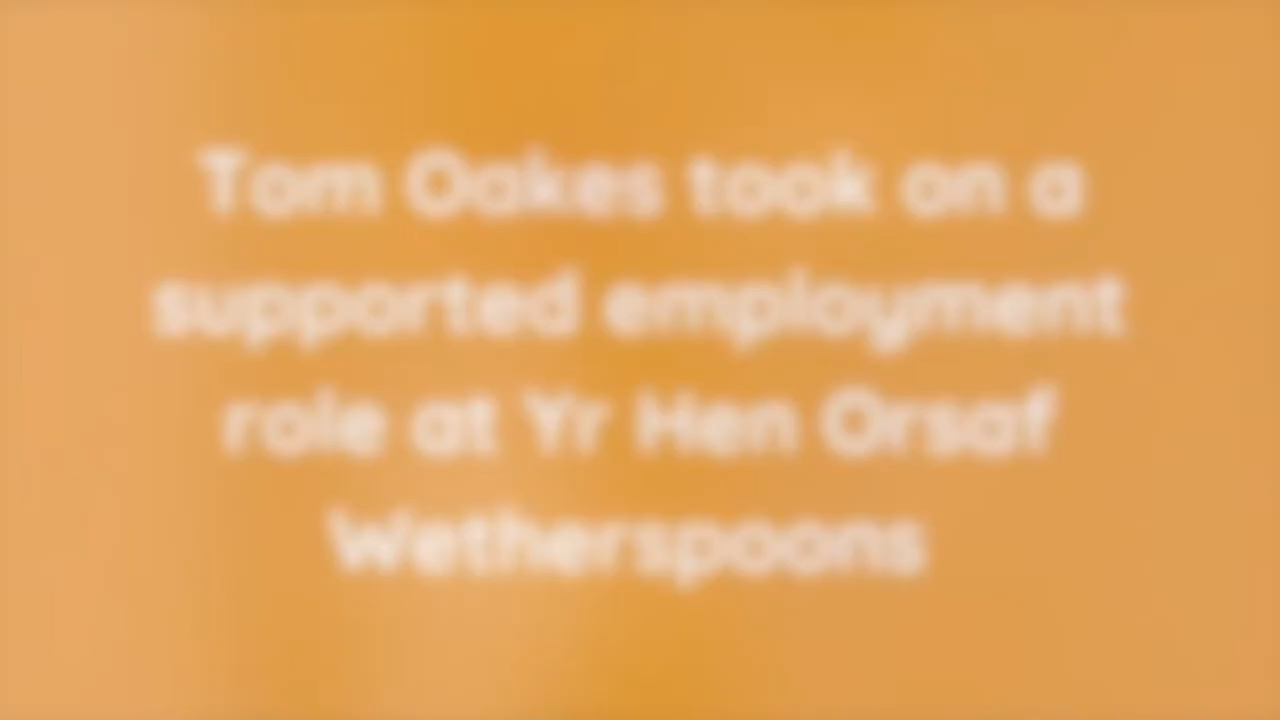 Tom Oakes took on a
supported employment
role at Yr Hen Orsaf
Wetherspoons